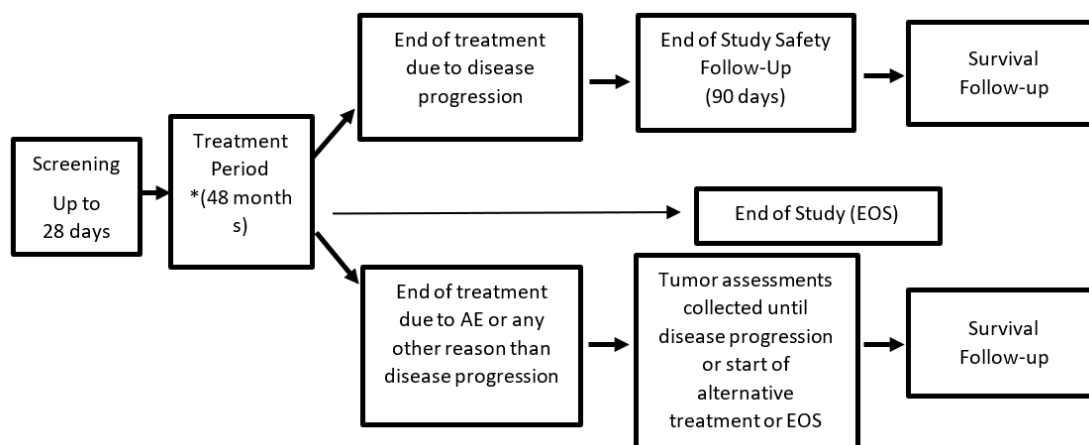 Screening
Up to
28 days
Treatment
Period
*(48 month
s)
End of treatment
due to disease
progression
End of Study Safety
Follow-Up
(90 days)
Survival
Follow-up
End of Study (EOS)
End of treatment
due to AE or any
other reason than
disease progression
Tumor assessments
collected until
disease progression
or start of
alternative
treatment or EOS
Survival
Follow-up